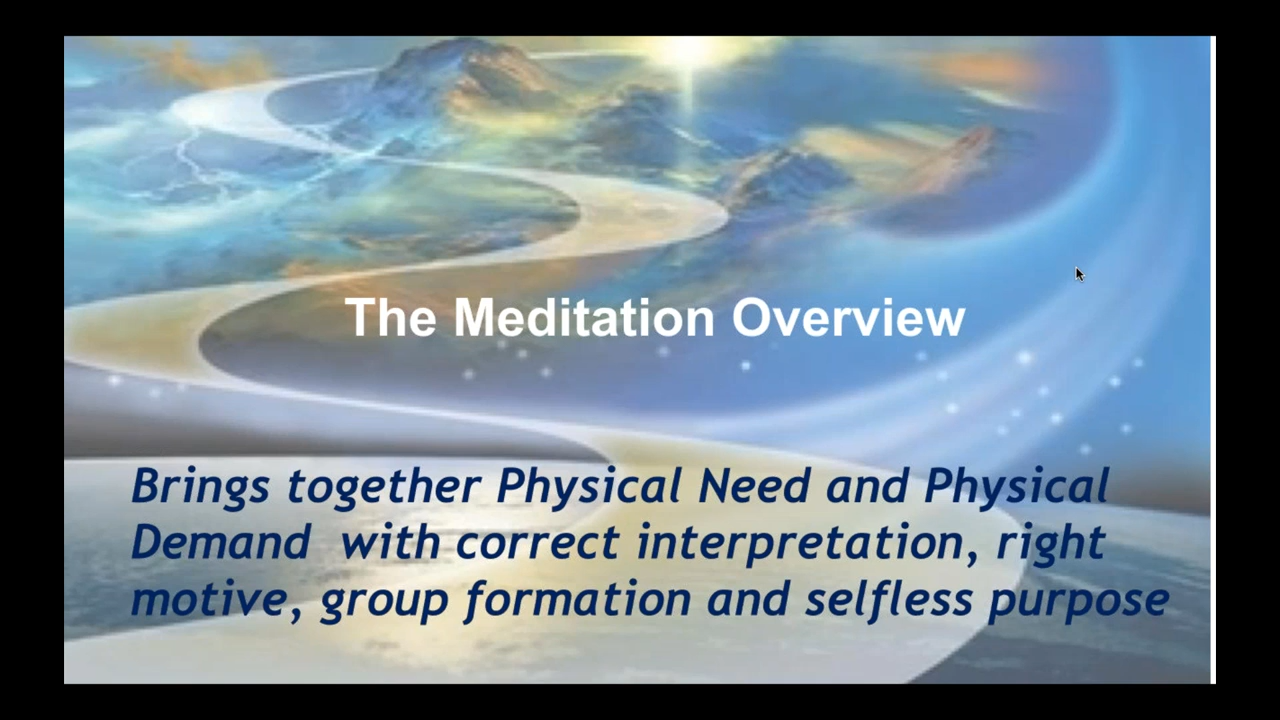 The Meditation Overview
Brings together Physical Need and Physical
Demand  with correct interpretation, right
motive, group formation and selfless purpose